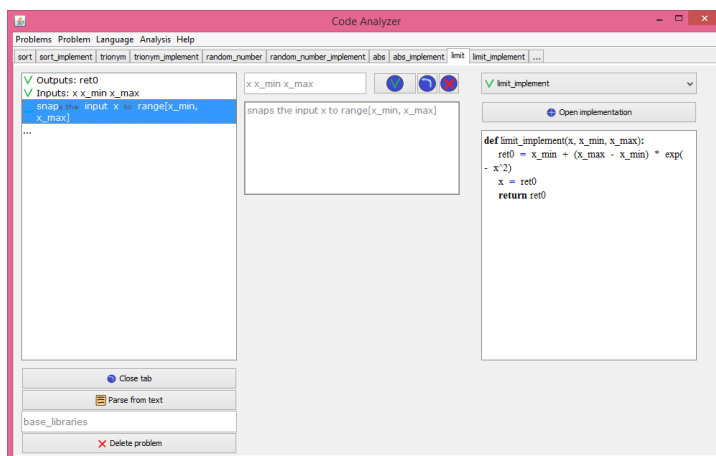 Code Analyzer
Problems Problem Language Analysis Help
sort sort_implement trionym trionym_implement random_number random_number_implement abs abs_implement limit limit_implement ...
Outputs: ret0
Inputs: x x_min x_max
snaps the input x to range[x_min,
x_max]
...
Close tab
Parse from text
base_libraries
Delete problem
x x_min x_max
snaps the input x to range[x_min, x_max]
limit_implement
Open implementation
def limit_implement(x, x_min, x_max):
ret0 = x_min + (x_max - x_min) * exp(
- x^2)
x = ret0
return ret0